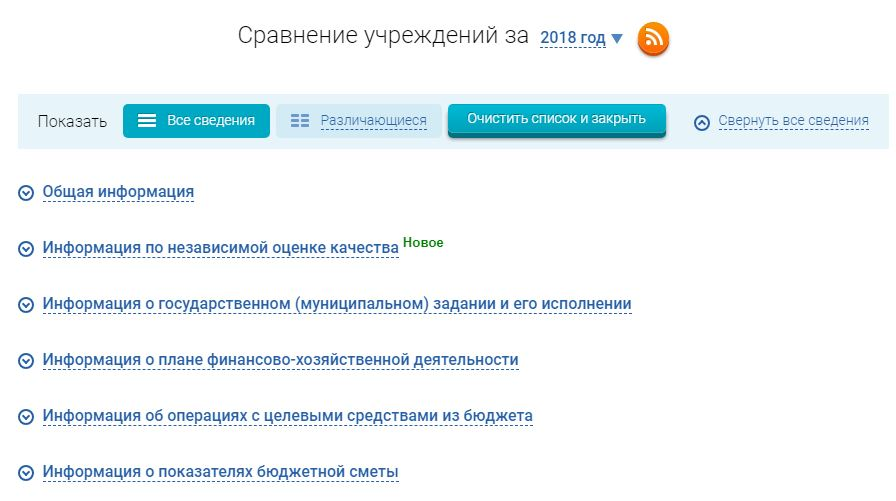 Сравнение учреждений за 2018 год
Показать Все сведения Различающиеся Очистить список и закрыть Свернуть все сведения
Общая информация
Информация по независимой оценке качества Новое
Информация о государственном (муниципальном) задании и его исполнении
Информация о плане финансово-хозяйственной деятельности
Информация об операциях с целевыми средствами из бюджета
Информация о показателях бюджетной сметы